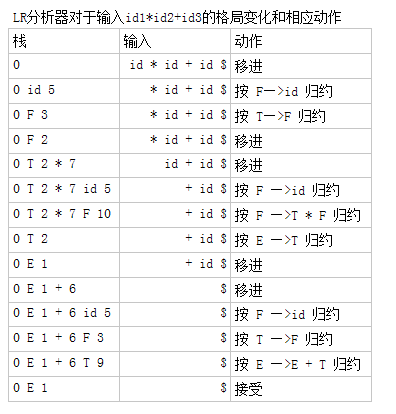 LR分析器对于输入id1*id2+id3的格局变化和相应动作
栈 输入 动作
0 id * id + id $ 移进
0 id 5 * id + id $ 按 F—>id 归约
0 F 3 * id + id $ 按 T—>F 归约
0 F 2 * id + id $ 移进
0 T 2 * 7 id + id $ 移进
0 T 2 * 7 id 5 + id $ 按 F —>id 归约
0 T 2 * 7 F 10 + id $ 按 F —>T * F 归约
0 T 2 + id $ 按 E —>T 归约
0 E 1 + id $ 移进
0 E 1 + 6 $ 移进
0 E 1 + 6 id 5 $ 按 F —>id 归约
0 E 1 + 6 F 3 $ 按 T —>F 归约
0 E 1 + 6 T 9 $ 按 E —>E + T 归约
0 E 1 $ 接受